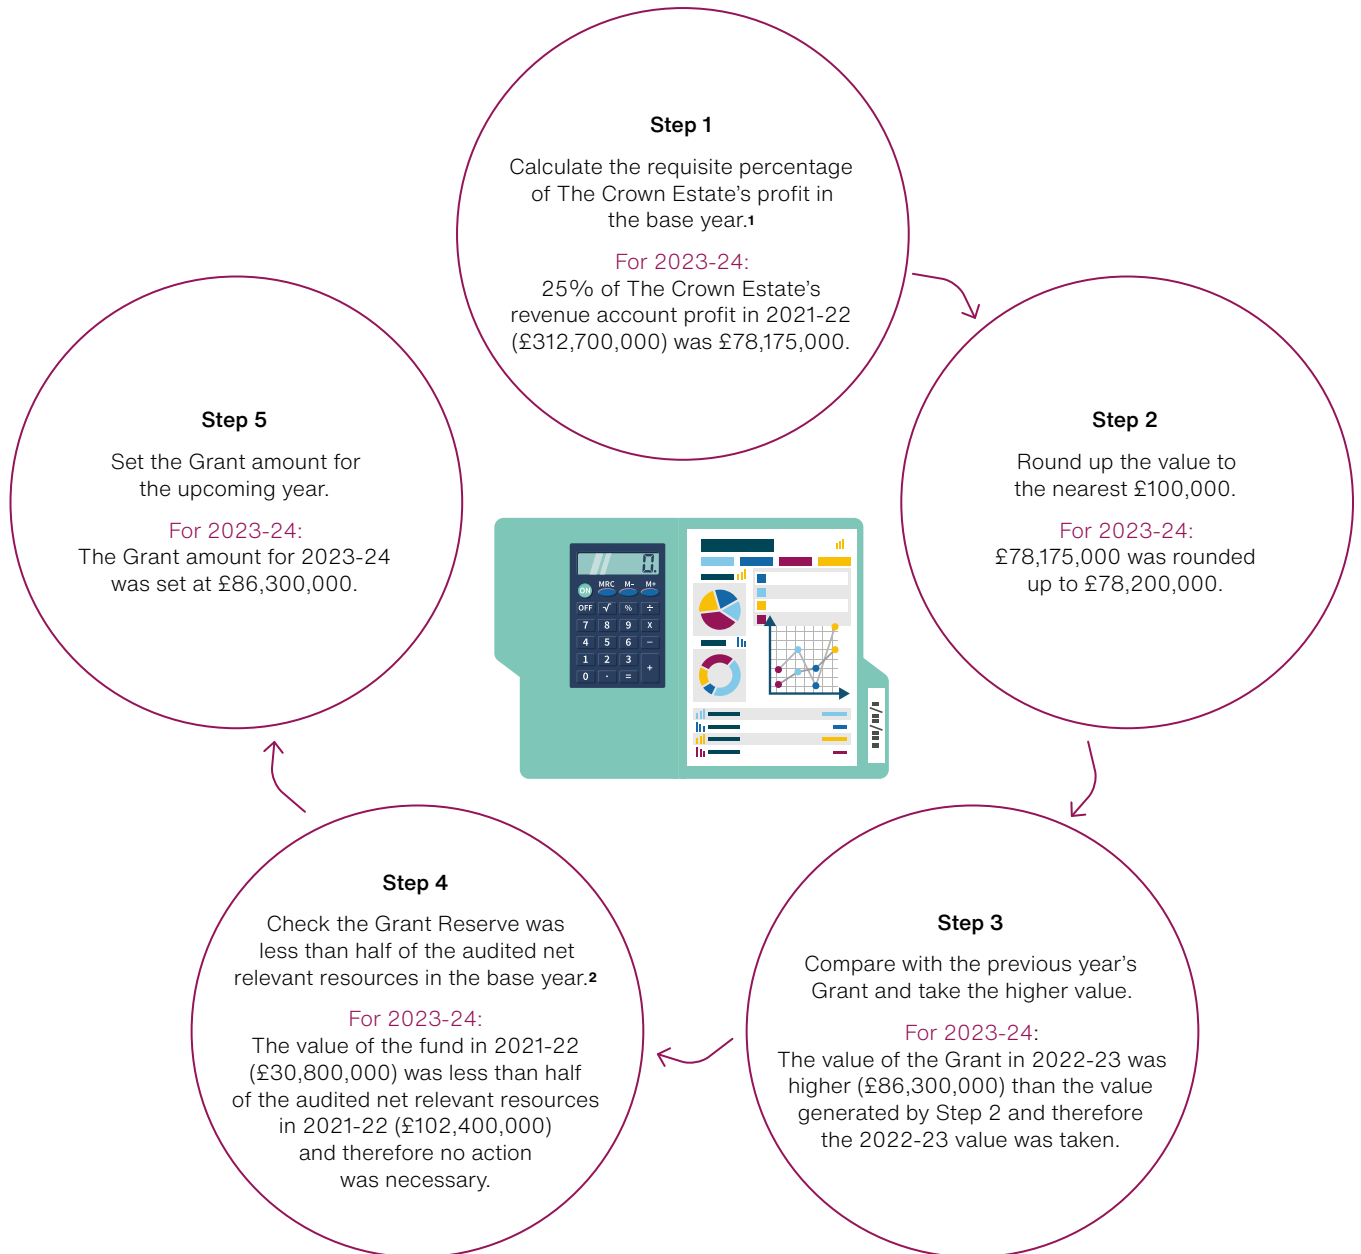 Step 1
Calculate the requisite percentage
of The Crown Estate’s profit in
the base year.1
For 2023-24:
25% of The Crown Estate’s
revenue account profit in 2021-22
(£312,700,000) was £78,175,000.
Step 2
Round up the value to
the nearest £100,000.
For 2023-24:
£78,175,000 was rounded
up to £78,200,000.
Step 3
Compare with the previous year’s
Grant and take the higher value.
For 2023-24:
The value of the Grant in 2022-23 was
higher (£86,300,000) than the value
generated by Step 2 and therefore
the 2022-23 value was taken.
Step 4
Check the Grant Reserve was
less than half of the audited net
relevant resources in the base year.2
For 2023-24:
The value of the fund in 2021-22
(£30,800,000) was less than half
of the audited net relevant resources
in 2021-22 (£102,400,000)
and therefore no action
was necessary.
Step 5
Set the Grant amount for
the upcoming year.
For 2023-24:
The Grant amount for 2023-24
was set at £86,300,000.
0.
ON MRC M− M+
OFF √ % ÷
7 8 9 X
4 5 6 −
1 2 3 +
0 · =